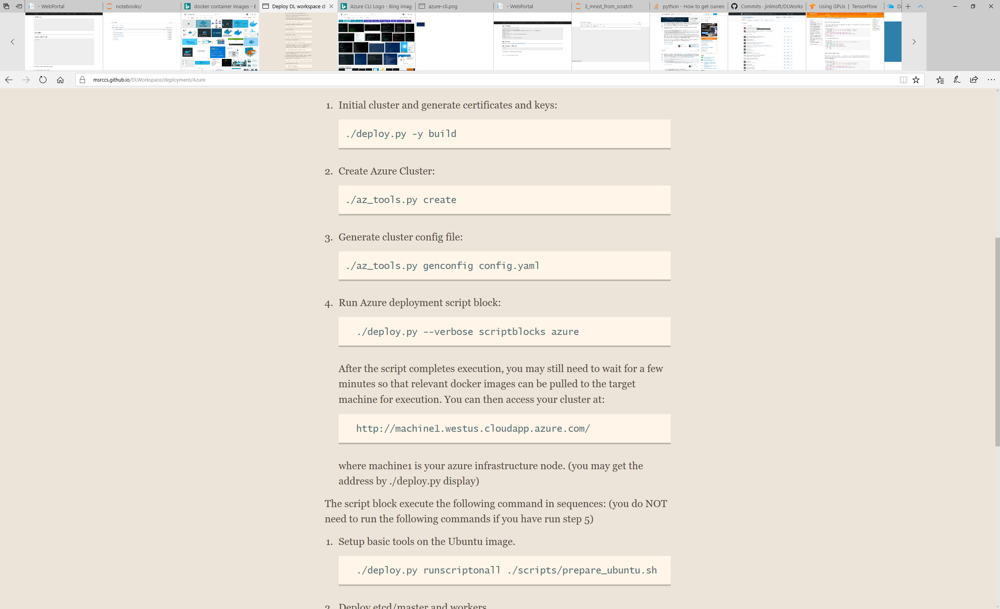 - WebPortal
notebooks/
docker container images - E
Deploy DL workspace cl
Azure CLI Logo - Bing imag
azure-cli.png
- WebPortal
3_mnist_from_scratch
python - How to get curren
Commits · jinlmsft/DLWorks
Using GPUs | TensorFlow
msrccs.github.io/DLWorkspace/deployment/Azure
1. Initial cluster and generate certificates and keys:
./deploy.py -y build
2. Create Azure Cluster:
./az_tools.py create
3. Generate cluster config file:
./az_tools.py genconfig config.yaml
4. Run Azure deployment script block:
./deploy.py --verbose scriptblocks azure
After the script completes execution, you may still need to wait for a few
minutes so that relevant docker images can be pulled to the target
machine for execution. You can then access your cluster at:
http://machine1.westus.cloudapp.azure.com/
where machine1 is your azure infrastructure node. (you may get the
address by ./deploy.py display)
The script block execute the following command in sequences: (you do NOT
need to run the following commands if you have run step 5)
1. Setup basic tools on the Ubuntu image.
./deploy.py runscriptonall ./scripts/prepare_ubuntu.sh
2. Deploy etcd/master and workers.